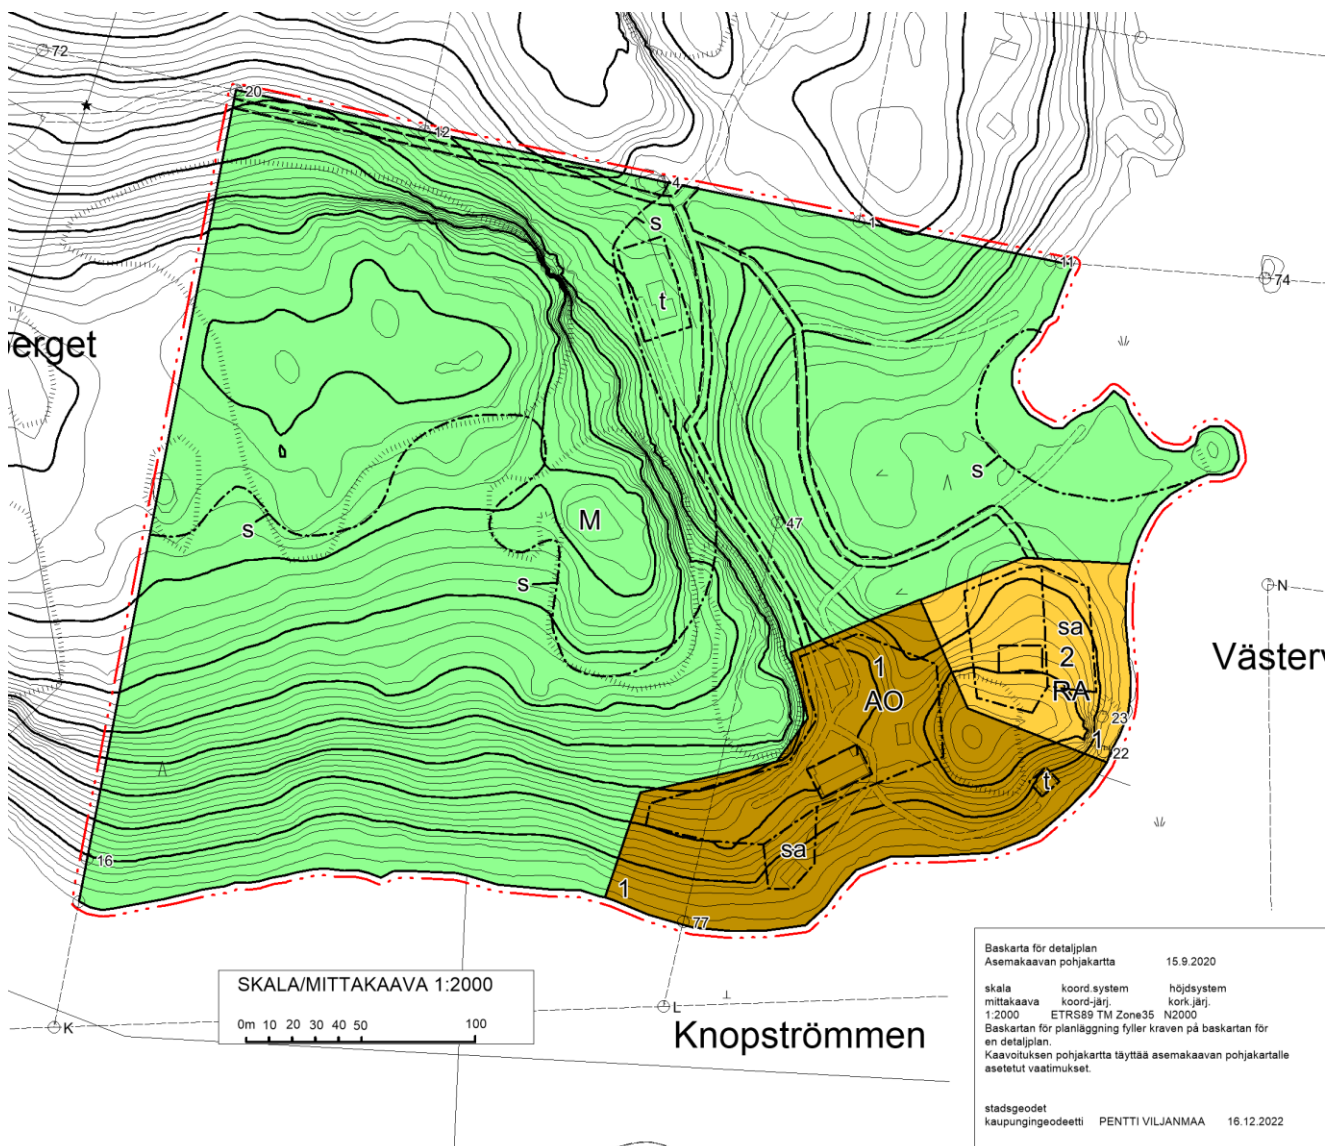 72
20
12
4
1
11
74
s
t
erget
s
s
M
47
s
N
sa
2
RA
Västerv
1
AO
23
1
22
t
sa
16
1
77
SKALA/MITTAKAAVA 1:2000
0m 10 20 30 40 50 100
K
L
Knopströmmen
Baskarta för detaljplan
Asemakaavan pohjakartta 15.9.2020
skala koord.system höjdsystem
mittakaava koord-järj. kork.järj.
1:2000 ETRS89 TM Zone35 N2000
Baskartan för planläggning fyller kraven på baskartan för
en detaljplan.
Kaavoituksen pohjakartta täyttää asemakaavan pohjakartalle
asetetut vaatimukset.
stadsgeodet
kaupungingeodeetti PENTTI VILJANMAA 16.12.2022